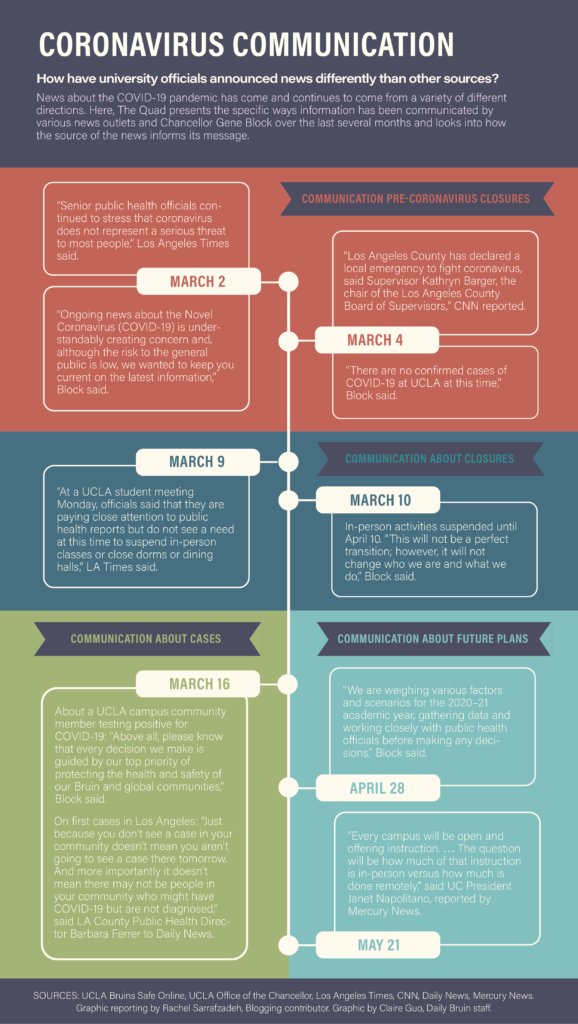 CORONAVIRUS COMMUNICATION
How have university officials announced news differently than other sources?
News about the COVID-19 pandemic has come and continues to come from a variety of different
directions. Here, The Quad presents the specific ways information has been communicated by
various news outlets and Chancellor Gene Block over the last several months and looks into how
the source of the news informs its message.
COMMUNICATION PRE-CORONAVIRUS CLOSURES
"Senior public health officials con-
tinued to stress that coronavirus
does not represent a serious threat
to most people," Los Angeles Times
said.
MARCH 2
"Ongoing news about the Novel
Coronavirus (COVID-19) is under-
standably creating concern and,
although the risk to the general
public is low, we wanted to keep you
current on the latest information,"
Block said.
"Los Angeles County has declared a
local emergency to fight coronavirus,
said Supervisor Kathryn Barger, the
chair of the Los Angeles County
Board of Supervisors," CNN reported.
MARCH 4
"There are no confirmed cases of
COVID-19 at UCLA at this time,"
Block said.
COMMUNICATION ABOUT CLOSURES
MARCH 9
"At a UCLA student meeting
Monday, officials said that they are
paying close attention to public
health reports but do not see a need
at this time to suspend in-person
classes or close dorms or dining
halls," LA Times said.
MARCH 10
In-person activities suspended until
April 10. "This will not be a perfect
transition; however, it will not
change who we are and what we
do," Block said.
COMMUNICATION ABOUT CASES
MARCH 16
About a UCLA campus community
member testing positive for
COVID-19: "Above all, please know
that every decision we make is
guided by our top priority of
protecting the health and safety of
our Bruin and global communities,"
Block said.
On first cases in Los Angeles: "Just
because you don't see a case in your
community doesn't mean you aren't
going to see a case there tomorrow.
And more importantly it doesn't
mean there may not be people in
your community who might have
COVID-19 but are not diagnosed,"
said LA County Public Health Direc-
tor Barbara Ferrer to Daily News.
COMMUNICATION ABOUT FUTURE PLANS
"We are weighing various factors
and scenarios for the 2020–21
academic year, gathering data and
working closely with public health
officials before making any deci-
sions," Block said.
APRIL 28
"Every campus will be open and
offering instruction. ... The question
will be how much of that instruction
is in-person versus how much is
done remotely," said UC President
Janet Napolitano, reported by
Mercury News.
MAY 21
SOURCES: UCLA Bruins Safe Online, UCLA Office of the Chancellor, Los Angeles Times, CNN, Daily News, Mercury News.
Graphic reporting by Rachel Sarrafzadeh, Blogging contributor. Graphic by Claire Guo, Daily Bruin staff.